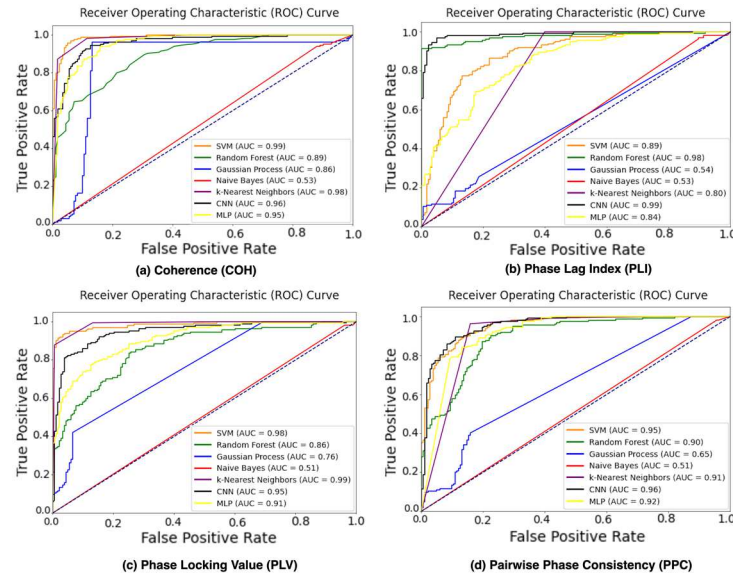 Receiver Operating Characteristic (ROC) Curve
True Positive Rate
1.0
0.8
0.6
0.4
0.2
0.0
SVM (AUC = 0.99)
Random Forest (AUC = 0.89)
Gaussian Process (AUC = 0.86)
Naive Bayes (AUC = 0.53)
k-Nearest Neighbors (AUC = 0.98)
CNN (AUC = 0.96)
MLP (AUC = 0.95)
0.0 0.2 0.4 0.6 0.8 1.0
False Positive Rate
(a) Coherence (COH)
Receiver Operating Characteristic (ROC) Curve
True Positive Rate
1.0
0.8
0.6
0.4
0.2
0.0
SVM (AUC = 0.89)
Random Forest (AUC = 0.98)
Gaussian Process (AUC = 0.54)
Naive Bayes (AUC = 0.53)
k-Nearest Neighbors (AUC = 0.80)
CNN (AUC = 0.99)
MLP (AUC = 0.84)
0.0 0.2 0.4 0.6 0.8 1.0
False Positive Rate
(b) Phase Lag Index (PLI)
Receiver Operating Characteristic (ROC) Curve
True Positive Rate
1.0
0.8
0.6
0.4
0.2
0.0
SVM (AUC = 0.98)
Random Forest (AUC = 0.86)
Gaussian Process (AUC = 0.76)
Naive Bayes (AUC = 0.51)
k-Nearest Neighbors (AUC = 0.99)
CNN (AUC = 0.95)
MLP (AUC = 0.91)
0.0 0.2 0.4 0.6 0.8 1.0
False Positive Rate
(c) Phase Locking Value (PLV)
Receiver Operating Characteristic (ROC) Curve
True Positive Rate
1.0
0.8
0.6
0.4
0.2
0.0
SVM (AUC = 0.95)
Random Forest (AUC = 0.90)
Gaussian Process (AUC = 0.65)
Naive Bayes (AUC = 0.51)
k-Nearest Neighbors (AUC = 0.91)
CNN (AUC = 0.96)
MLP (AUC = 0.92)
0.0 0.2 0.4 0.6 0.8 1.0
False Positive Rate
(d) Pairwise Phase Consistency (PPC)